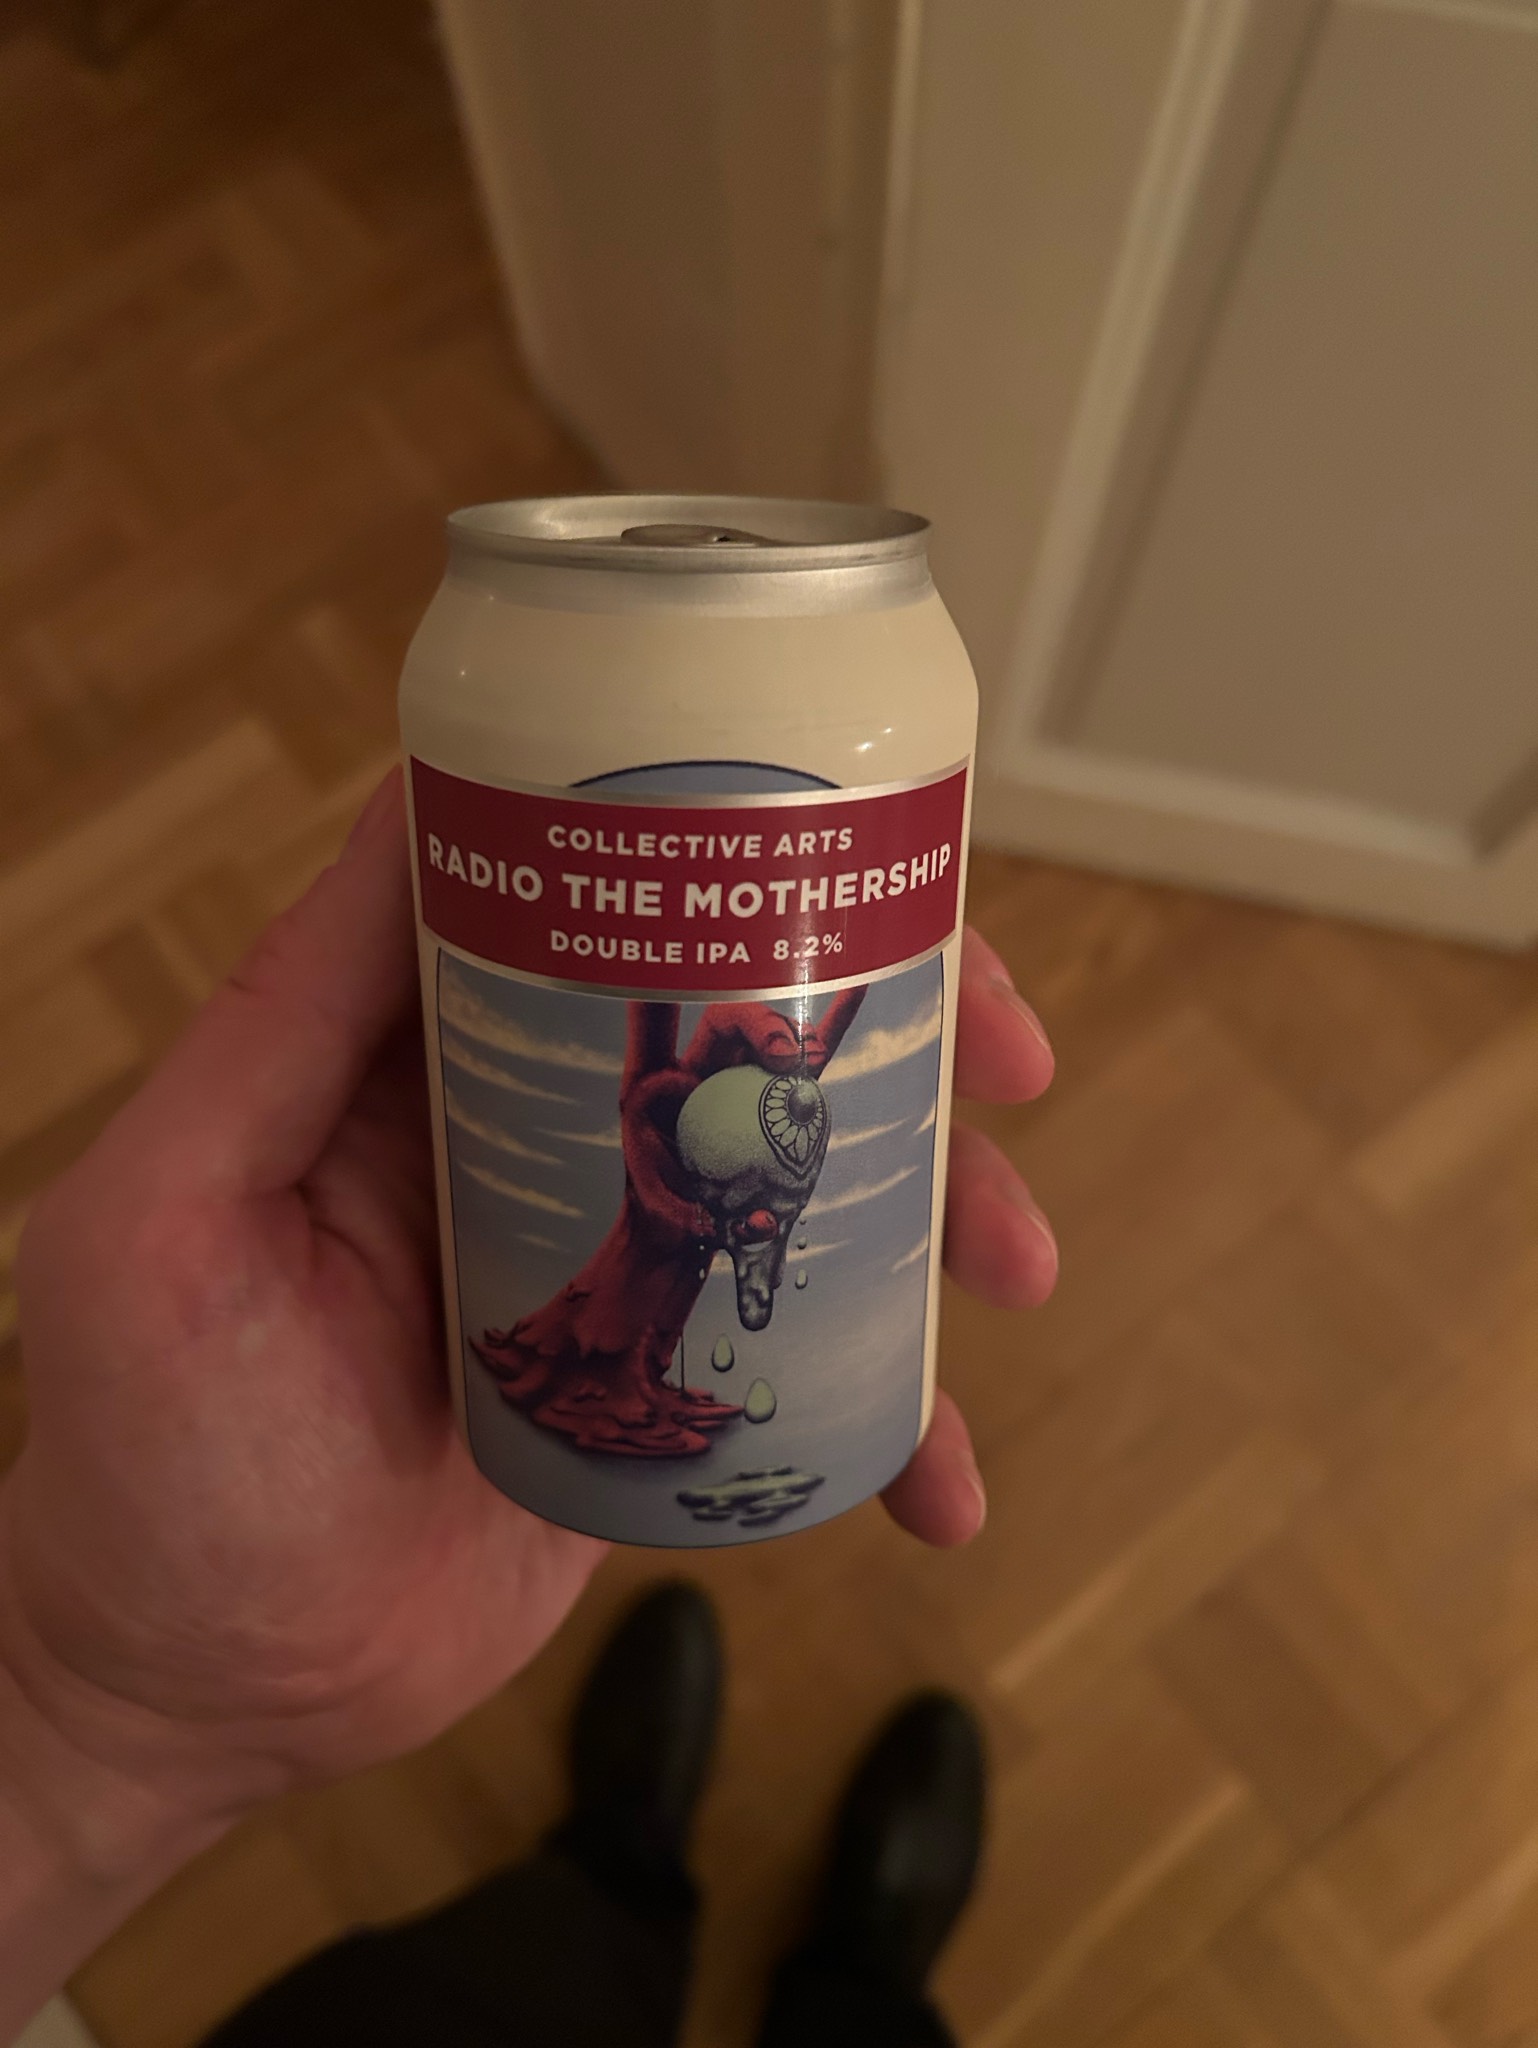 COLLECTIVE ARTS
RADIO THE MOTHERSHIP
DOUBLE IPA 8.2%